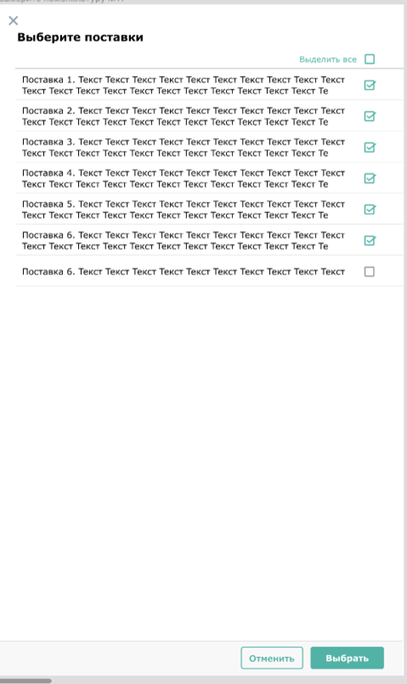 Выберите поставки
Выделить все
Поставка 1. Текст Текст Текст Текст Текст Текст Текст Текст Текст Текст
Текст Текст Текст Текст Текст Текст Текст Текст Текст Текст Текст Те
Поставка 2. Текст Текст Текст Текст Текст Текст Текст Текст Текст Текст
Текст Текст Текст Текст Текст Текст Текст Текст Текст Текст Текст Те
Поставка 3. Текст Текст Текст Текст Текст Текст Текст Текст Текст Текст
Текст Текст Текст Текст Текст Текст Текст Текст Текст Текст Текст Те
Поставка 4. Текст Текст Текст Текст Текст Текст Текст Текст Текст Текст
Текст Текст Текст Текст Текст Текст Текст Текст Текст Текст Текст Те
Поставка 5. Текст Текст Текст Текст Текст Текст Текст Текст Текст Текст
Текст Текст Текст Текст Текст Текст Текст Текст Текст Текст Текст Те
Поставка 6. Текст Текст Текст Текст Текст Текст Текст Текст Текст Текст
Текст Текст Текст Текст Текст Текст Текст Текст Текст Текст Текст Те
Поставка 6. Текст Текст Текст Текст Текст Текст Текст Текст Текст Текст
Отменить
Выбрать